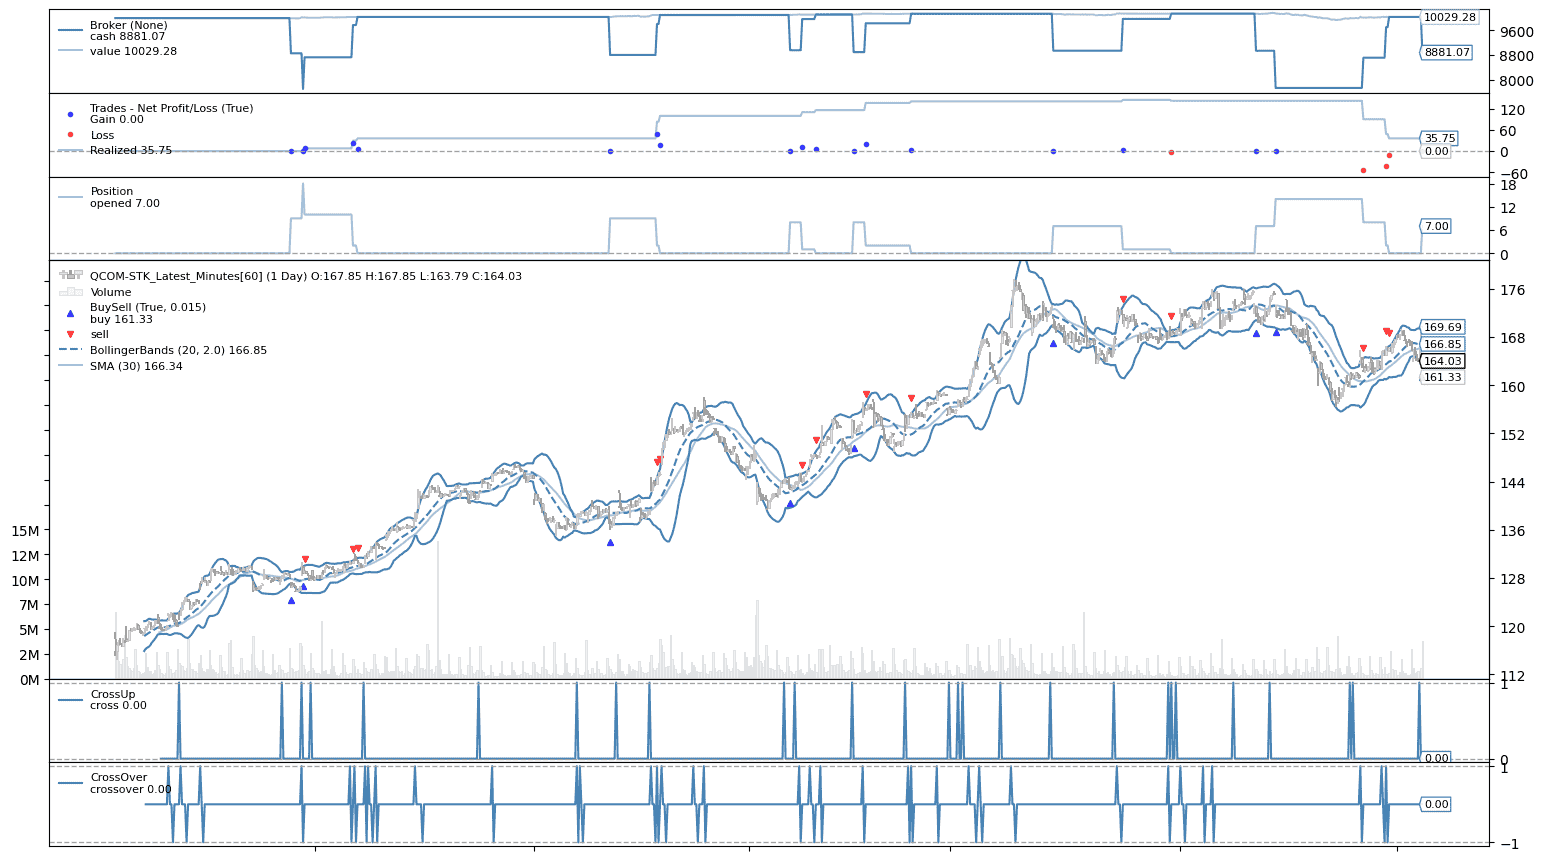 Broker (None)
cash 8881.07
value 10029.28
10029.28
9600
8881.07
8800
8000
Trades - Net Profit/Loss (True)
Gain 0.00
Loss
Realized 35.75
120
60
35.75
0.00
0
−60
Position
opened 7.00
18
12
7.00
6
0
QCOM-STK_Latest_Minutes[60] (1 Day) O:167.85 H:167.85 L:163.79 C:164.03
Volume
BuySell (True, 0.015)
buy 161.33
sell
BollingerBands (20, 2.0) 166.85
SMA (30) 166.34
176
169.69
168
166.85
164.03
161.33
160
152
144
15M
136
12M
10M
128
7M
5M
120
2M
0M
112
CrossUp
cross 0.00
1
0.00
0
CrossOver
crossover 0.00
1
0.00
−1